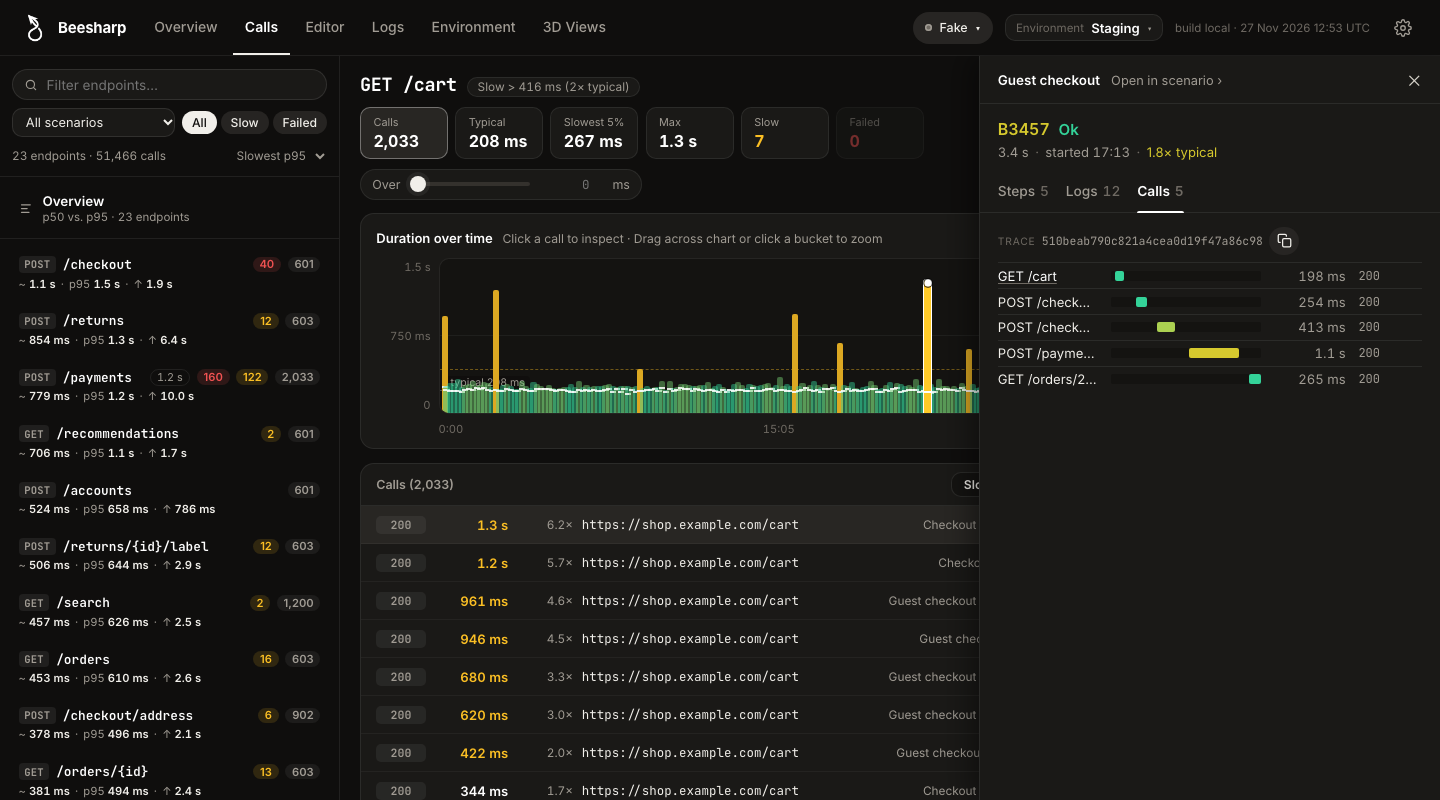 Beesharp
Overview
Calls
Editor
Logs
Environment
3D Views
Fake
Environment Staging
build local · 27 Nov 2026 12:53 UTC
Filter endpoints...
All scenarios
All
Slow
Failed
23 endpoints · 51,466 calls
Slowest p95
Overview
p50 vs. p95 · 23 endpoints
POST /checkout 40 601
~ 1.1 s · p95 1.5 s · ↑ 1.9 s
POST /returns 12 603
~ 854 ms · p95 1.3 s · ↑ 6.4 s
POST /payments 1.2 s 160 122 2,033
~ 779 ms · p95 1.2 s · ↑ 10.0 s
GET /recommendations 2 601
~ 706 ms · p95 1.1 s · ↑ 1.7 s
POST /accounts 601
~ 524 ms · p95 658 ms · ↑ 786 ms
POST /returns/{id}/label 12 603
~ 506 ms · p95 644 ms · ↑ 2.9 s
GET /search 2 1,200
~ 457 ms · p95 626 ms · ↑ 2.5 s
GET /orders 16 603
~ 453 ms · p95 610 ms · ↑ 2.6 s
POST /checkout/address 6 902
~ 378 ms · p95 496 ms · ↑ 2.1 s
GET /orders/{id} 13 603
~ 381 ms · p95 494 ms · ↑ 2.4 s
GET /cart
Slow > 416 ms (2× typical)
Calls
2,033
Typical
208 ms
Slowest 5%
267 ms
Max
1.3 s
Slow
7
Failed
0
Over 0 ms
Duration over time Click a call to inspect · Drag across chart or click a bucket to zoom
1.5 s
750 ms
typical 208 ms
0
0:00 15:05
Calls (2,033)
Slo
200 1.3 s 6.2× https://shop.example.com/cart Checkout
200 1.2 s 5.7× https://shop.example.com/cart Checko
200 961 ms 4.6× https://shop.example.com/cart Guest checkout
200 946 ms 4.5× https://shop.example.com/cart Guest chec
200 680 ms 3.3× https://shop.example.com/cart Guest checkout
200 620 ms 3.0× https://shop.example.com/cart Guest checkout
200 422 ms 2.0× https://shop.example.com/cart Guest checkou
200 344 ms 1.7× https://shop.example.com/cart Checkout
Guest checkout Open in scenario ›
B3457 Ok
3.4 s · started 17:13 · 1.8× typical
Steps 5
Logs 12
Calls 5
TRACE 510beab790c821a4cea0d19f47a86c98
GET /cart 198 ms 200
POST /check... 254 ms 200
POST /check... 413 ms 200
POST /payme... 1.1 s 200
GET /orders/2... 265 ms 200